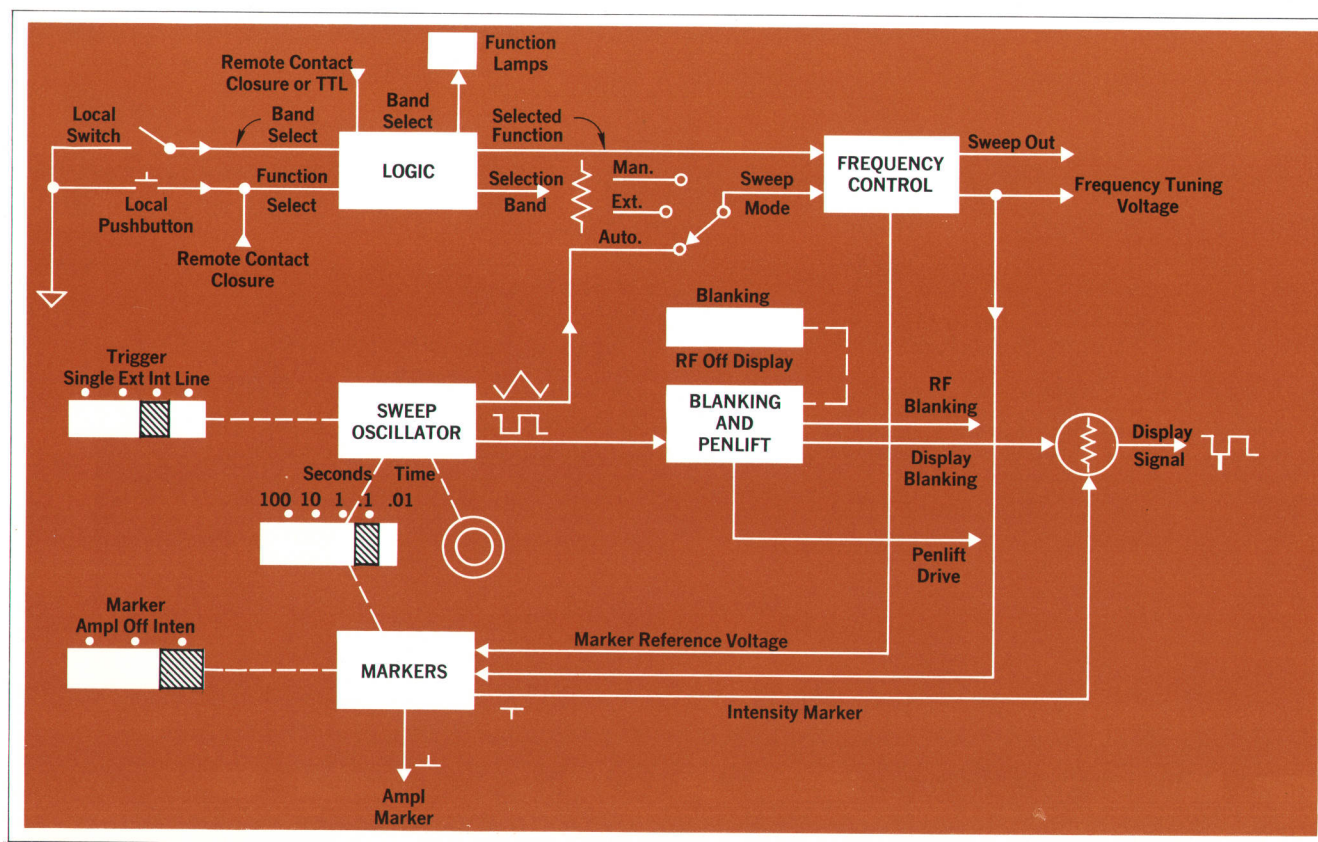 Remote Contact
Closure or TTL
Function
Lamps
Local
Switch
Band
Select
Band
Select
Selected
Function
LOGIC
Function
Select
Local
Pushbutton
Remote Contact
Closure
Selection
Band
Man.
Ext.
Auto.
Sweep
Mode
FREQUENCY
CONTROL
Sweep Out
Frequency Tuning
Voltage
Blanking
RF Off Display
Trigger
Single Ext Int Line
SWEEP
OSCILLATOR
BLANKING
AND
PENLIFT
RF
Blanking
Display
Blanking
Display
Signal
Seconds Time
100 10 1 .1 .01
Penlift
Drive
Marker
Ampl Off Inten
MARKERS
Marker Reference Voltage
Intensity Marker
Ampl
Marker